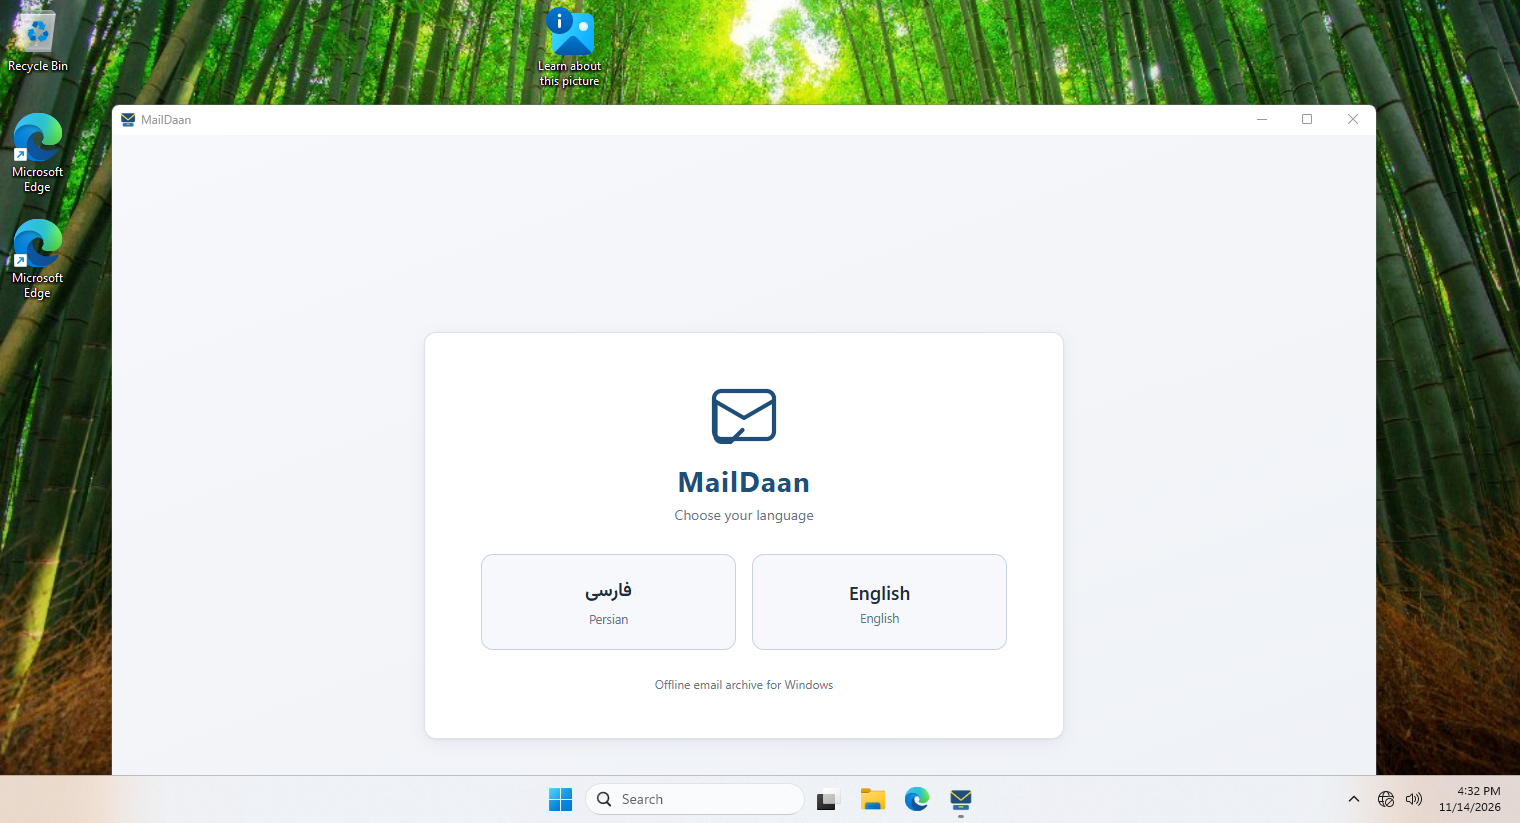 Recycle Bin
Learn about
this picture
Microsoft
Edge
Microsoft
Edge
MailDaan
MailDaan
Choose your language
فارسی
Persian
English
English
Offline email archive for Windows
Search
4:32 PM
11/14/2026